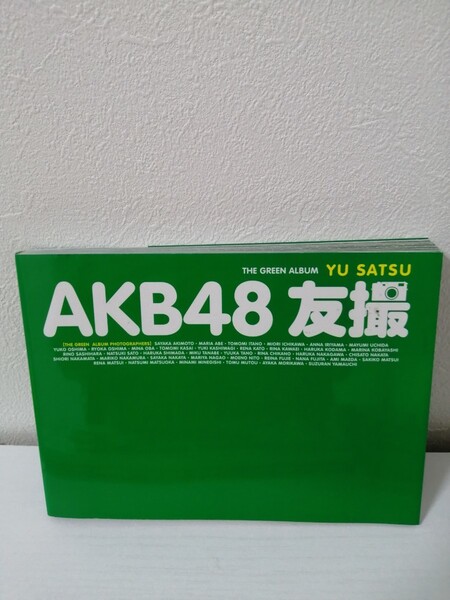 THE GREEN ALBUM YU SATSU
AKB48 友撮
[THE GREEN ALBUM PHOTOGRAPHERS] SAYAKA AKIMOTO・MARIA ABE・TOMOMI ITANO・MIORI ICHIKAWA・ANNA IRIYAMA・MAYUMI UCHIDA
YUKO OSHIMA・RYOKA OSHIMA・MINA OBA・TOMOMI KASAI・YUKI KASHIWAGI・RENA KATO・RINA KAWAEI・HARUKA KODAMA・MARINA KOBAYASHI
RINO SASHIHARA・NATSUKI SATO・HARUKA SHIMADA・MIKU TANABE・YUUKA TANO・RINA CHIKANO・HARUKA NAKAGAWA・CHISATO NAKATA
SHIORI NAKAMATA・MARIKO NAKAMURA・SAYAKA NAKAYA・MARIYA NAGAO・MOENO NITO・REINA FUJIE・NANA FUJITA・AMI MAEDA・SAKIKO MATSUI
RENA MATSUI・NATSUMI MATSUOKA・MINAMI MINEGISHI・TOMU MUTOU・AYAKA MORIKAWA・SUZURAN YAMAUCHI